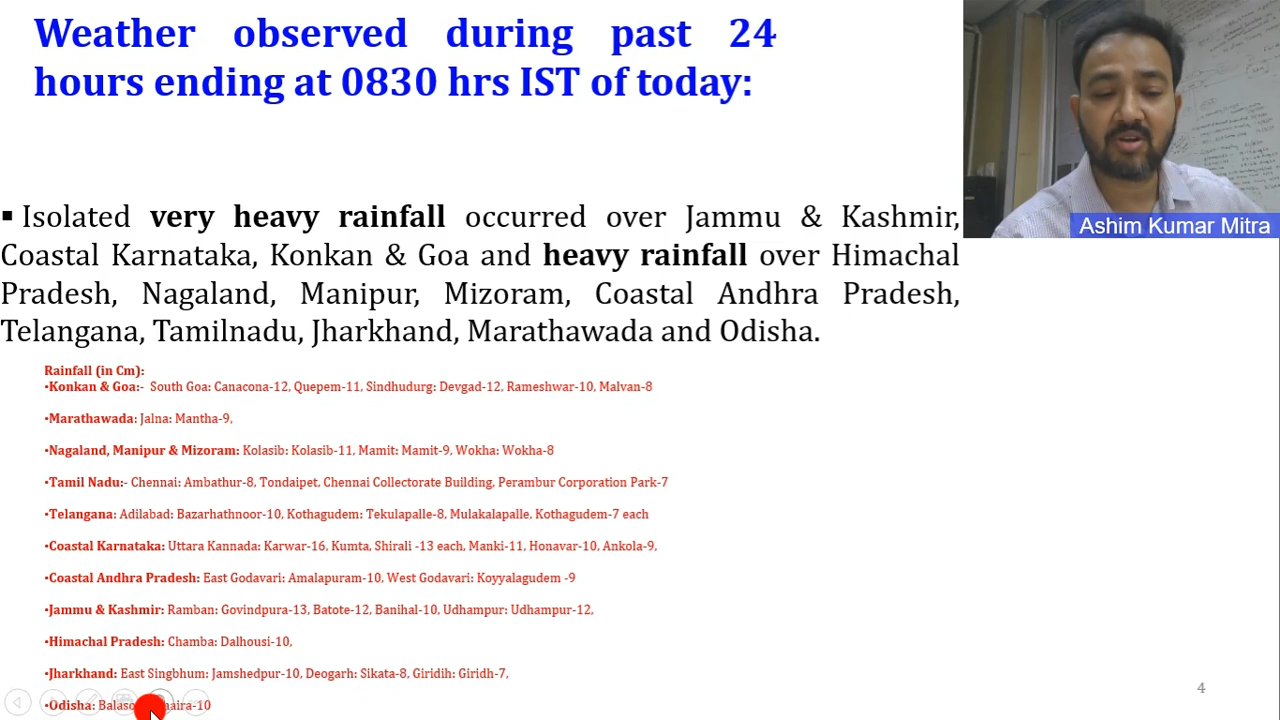 Weather observed during past 24
hours ending at 0830 hrs IST of today:
Ashim Kumar Mitra
▪ Isolated very heavy rainfall occurred over Jammu & Kashmir,
Coastal Karnataka, Konkan & Goa and heavy rainfall over Himachal
Pradesh, Nagaland, Manipur, Mizoram, Coastal Andhra Pradesh,
Telangana, Tamilnadu, Jharkhand, Marathawada and Odisha.
Rainfall (in Cm):
•Konkan & Goa:- South Goa: Canacona-12, Quepem-11, Sindhudurg: Devgad-12, Rameshwar-10, Malvan-8
•Marathawada: Jalna: Mantha-9,
•Nagaland, Manipur & Mizoram: Kolasib: Kolasib-11, Mamit: Mamit-9, Wokha: Wokha-8
•Tamil Nadu:- Chennai: Ambathur-8, Tondaipet, Chennai Collectorate Building, Perambur Corporation Park-7
•Telangana: Adilabad: Bazarhathnoor-10, Kothagudem: Tekulapalle-8, Mulakalapalle, Kothagudem-7 each
•Coastal Karnataka: Uttara Kannada: Karwar-16, Kumta, Shirali -13 each, Manki-11, Honavar-10, Ankola-9,
•Coastal Andhra Pradesh: East Godavari: Amalapuram-10, West Godavari: Koyyalagudem -9
•Jammu & Kashmir: Ramban: Govindpura-13, Batote-12, Banihal-10, Udhampur: Udhampur-12,
•Himachal Pradesh: Chamba: Dalhousi-10,
•Jharkhand: East Singbhum: Jamshedpur-10, Deogarh: Sikata-8, Giridih: Giridh-7,
•Odisha:
4